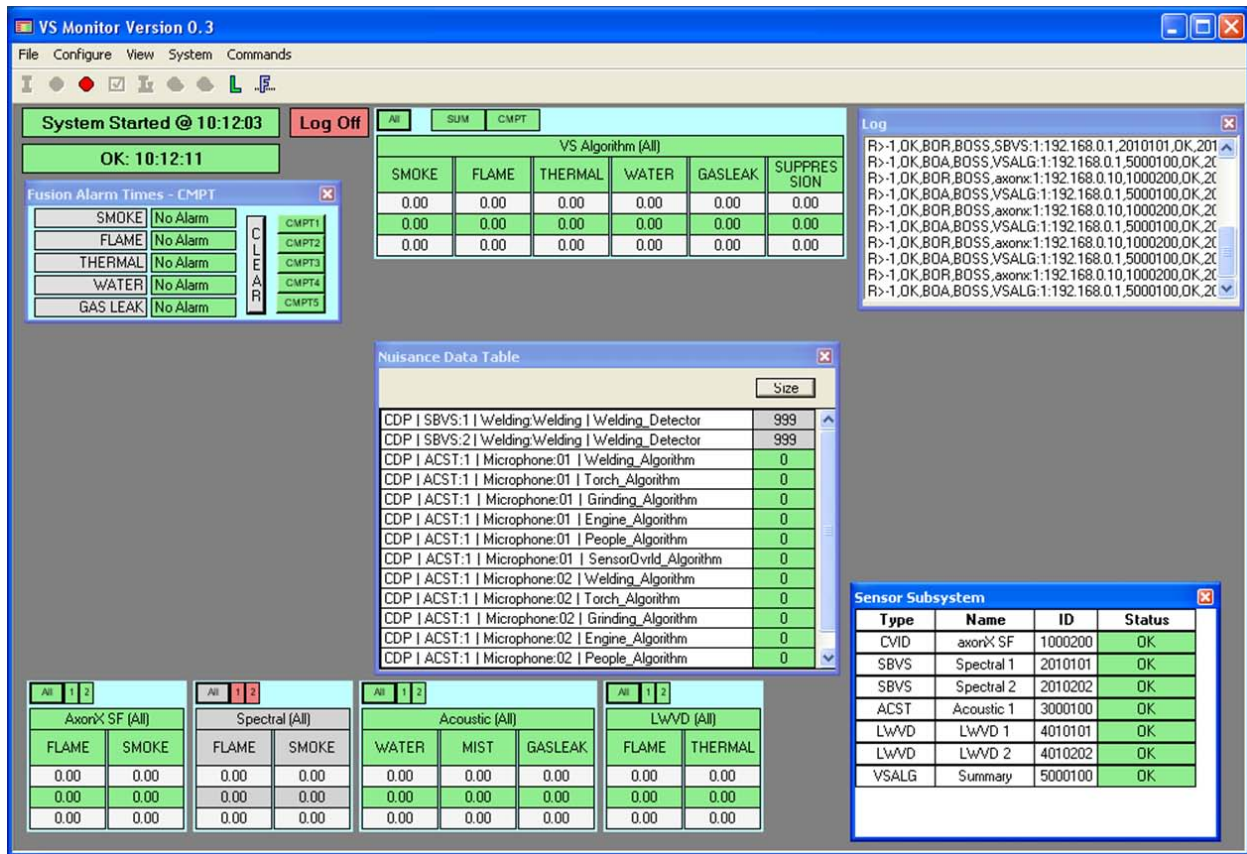 VS Monitor Version 0.3
File Configure View System Commands
L ..F...
System Started @ 10:12:03
Log Off
OK: 10:12:11
All SUM CMPT
VS Algorithm (All)
SMOKE FLAME THERMAL WATER GASLEAK SUPPRES
SION
0.00 0.00 0.00 0.00 0.00 0.00
0.00 0.00 0.00 0.00 0.00 0.00
0.00 0.00 0.00 0.00 0.00 0.00
Log
R>-1,OK,BOR,BOSS,SBVS:1:192.168.0.1,2010101,OK,201
R>-1,OK,BOA,BOSS,VSALG:1:192.168.0.1,5000100,OK,20
R>-1,OK,BOR,BOSS,axonx:1:192.168.0.10,1000200,OK,20
R>-1,OK,BOA,BOSS,VSALG:1:192.168.0.1,5000100,OK,20
R>-1,OK,BOR,BOSS,axonx:1:192.168.0.10,1000200,OK,20
R>-1,OK,BOA,BOSS,VSALG:1:192.168.0.1,5000100,OK,20
R>-1,OK,BOR,BOSS,axonx:1:192.168.0.10,1000200,OK,20
R>-1,OK,BOA,BOSS,VSALG:1:192.168.0.1,5000100,OK,20
R>-1,OK,BOR,BOSS,axonx:1:192.168.0.10,1000200,OK,20
R>-1,OK,BOA,BOSS,VSALG:1:192.168.0.1,5000100,OK,20
Fusion Alarm Times - CMPT
SMOKE No Alarm
FLAME No Alarm
THERMAL No Alarm
WATER No Alarm
GAS LEAK No Alarm
CLEAR
CMPT1
CMPT2
CMPT3
CMPT4
CMPT5
Nuisance Data Table
Size
CDP | SBVS:1 | Welding:Welding | Welding_Detector 999
CDP | SBVS:2 | Welding:Welding | Welding_Detector 999
CDP | ACST:1 | Microphone:01 | Welding_Algorithm 0
CDP | ACST:1 | Microphone:01 | Torch_Algorithm 0
CDP | ACST:1 | Microphone:01 | Grinding_Algorithm 0
CDP | ACST:1 | Microphone:01 | Engine_Algorithm 0
CDP | ACST:1 | Microphone:01 | People_Algorithm 0
CDP | ACST:1 | Microphone:01 | SensorOvrld_Algorithm 0
CDP | ACST:1 | Microphone:02 | Welding_Algorithm 0
CDP | ACST:1 | Microphone:02 | Torch_Algorithm 0
CDP | ACST:1 | Microphone:02 | Grinding_Algorithm 0
CDP | ACST:1 | Microphone:02 | Engine_Algorithm 0
CDP | ACST:1 | Microphone:02 | People_Algorithm 0
Sensor Subsystem
Type Name ID Status
CVID axonX SF 1000200 OK
SBVS Spectral 1 2010101 OK
SBVS Spectral 2 2010202 OK
ACST Acoustic 1 3000100 OK
LWVD LWVD 1 4010101 OK
LWVD LWVD 2 4010202 OK
VSALG Summary 5000100 OK
All 1 2
AxonX SF (All)
FLAME SMOKE
0.00 0.00
0.00 0.00
0.00 0.00
All 1 2
Spectral (All)
FLAME SMOKE
0.00 0.00
0.00 0.00
0.00 0.00
All 1 2
Acoustic (All)
WATER MIST GASLEAK
0.00 0.00 0.00
0.00 0.00 0.00
0.00 0.00 0.00
All 1 2
LWVD (All)
FLAME THERMAL
0.00 0.00
0.00 0.00
0.00 0.00